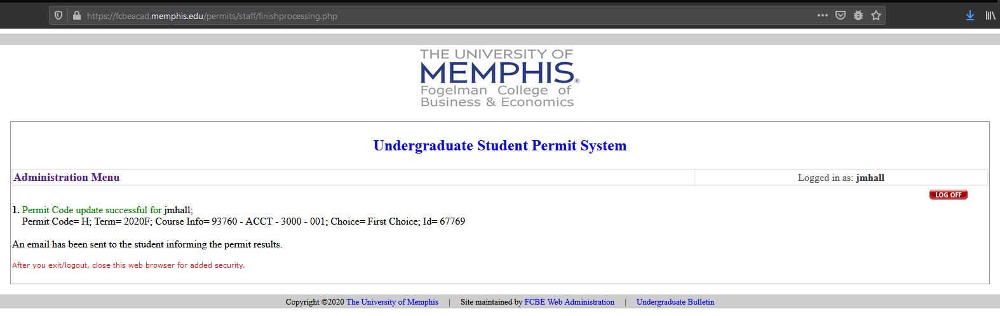 https://fcbeacad.memphis.edu/permits/staff/finishprocessing.php
THE UNIVERSITY OF
MEMPHIS®
Fogelman College of
Business & Economics
Undergraduate Student Permit System
Administration Menu
Logged in as: jmhall
LOG OFF
1. Permit Code update successful for jmhall;
Permit Code= H; Term= 2020F; Course Info= 93760 - ACCT - 3000 - 001; Choice= First Choice; Id= 67769
An email has been sent to the student informing the permit results.
After you exit/logout, close this web browser for added security.
Copyright ©2020 The University of Memphis | Site maintained by FCBE Web Administration | Undergraduate Bulletin